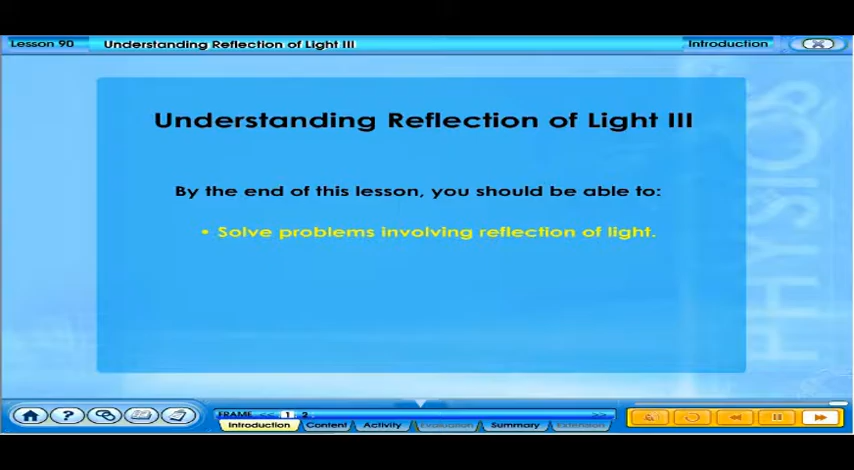 Lesson 90
Understanding Reflection of Light III
Introduction
Understanding Reflection of Light III
By the end of this lesson, you should be able to:
• Solve problems involving reflection of light.
PHYSICS
FRAME << 1 2 >>
Introduction Content Activity Evaluation Summary Extension